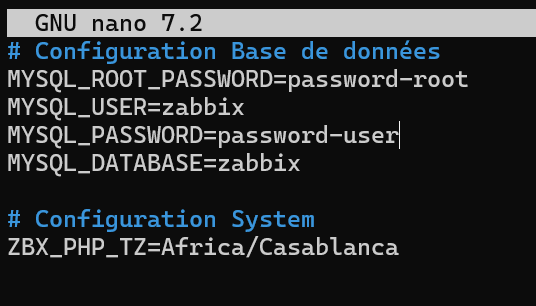 GNU nano 7.2
# Configuration Base de données
MYSQL_ROOT_PASSWORD=password-root
MYSQL_USER=zabbix
MYSQL_PASSWORD=password-user
MYSQL_DATABASE=zabbix
# Configuration System
ZBX_PHP_TZ=Africa/Casablanca